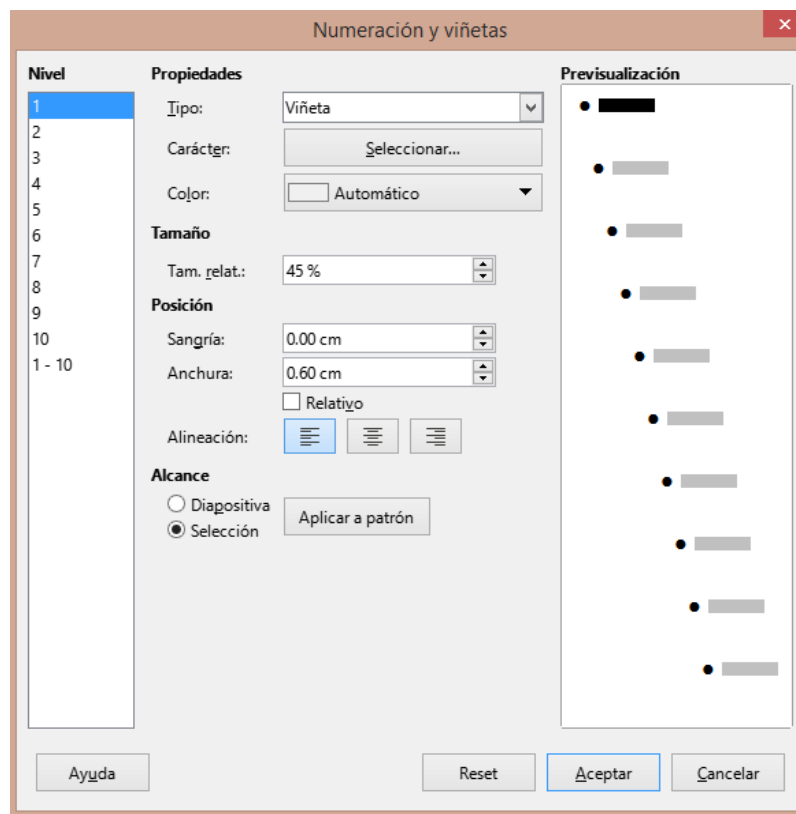 Numeración y viñetas
Nivel
1
2
3
4
5
6
7
8
9
10
1 - 10
Propiedades
Tipo:
Viñeta
Carácter:
Seleccionar...
Color:
Automático
Tamaño
Tam. relat.:
45 %
Posición
Sangría:
0.00 cm
Anchura:
0.60 cm
Relativo
Alineación:
Alcance
Diapositiva
Selección
Aplicar a patrón
Previsualización
Ayuda
Reset
Aceptar
Cancelar